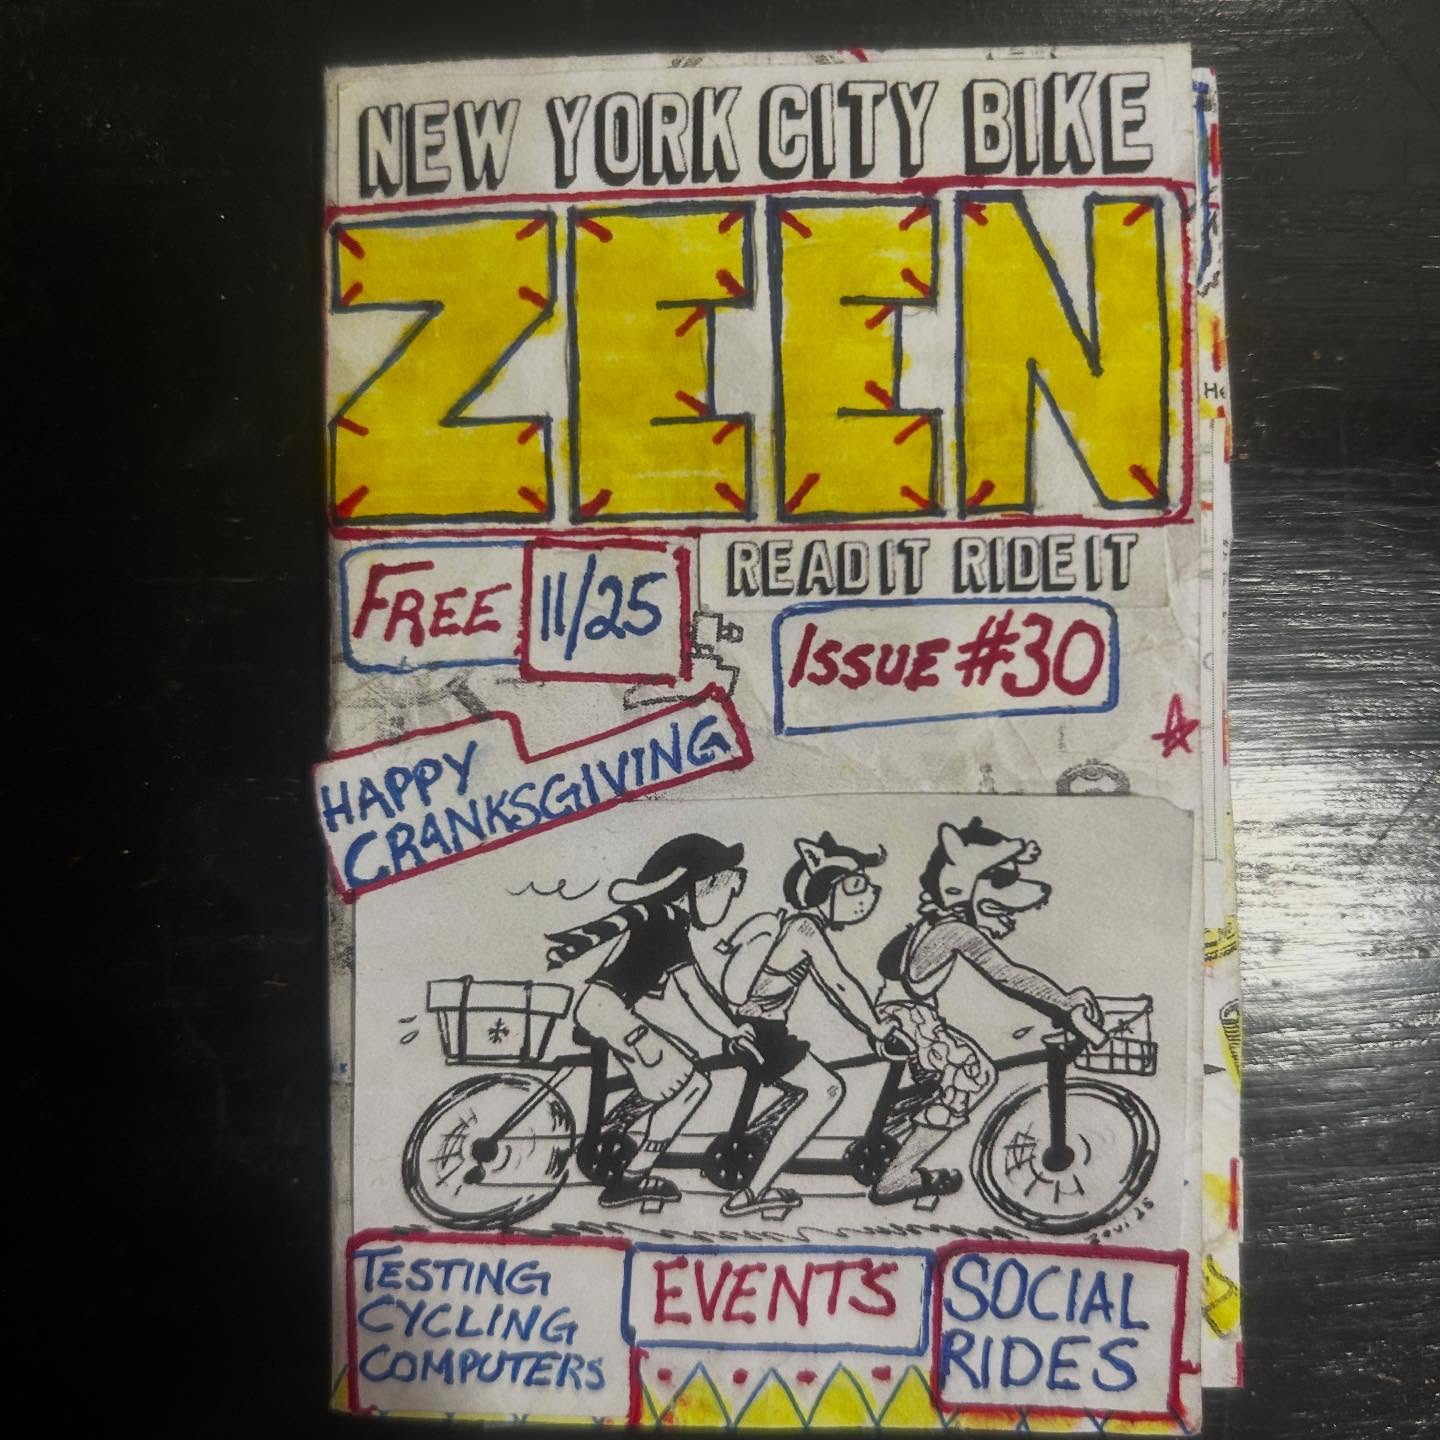 NEW YORK CITY BIKE
ZEEN
READ IT RIDE IT
FREE 11/25
ISSUE #30
HAPPY
CRANKSGIVING
TESTING
CYCLING
COMPUTERS
EVENTS
SOCIAL
RIDES